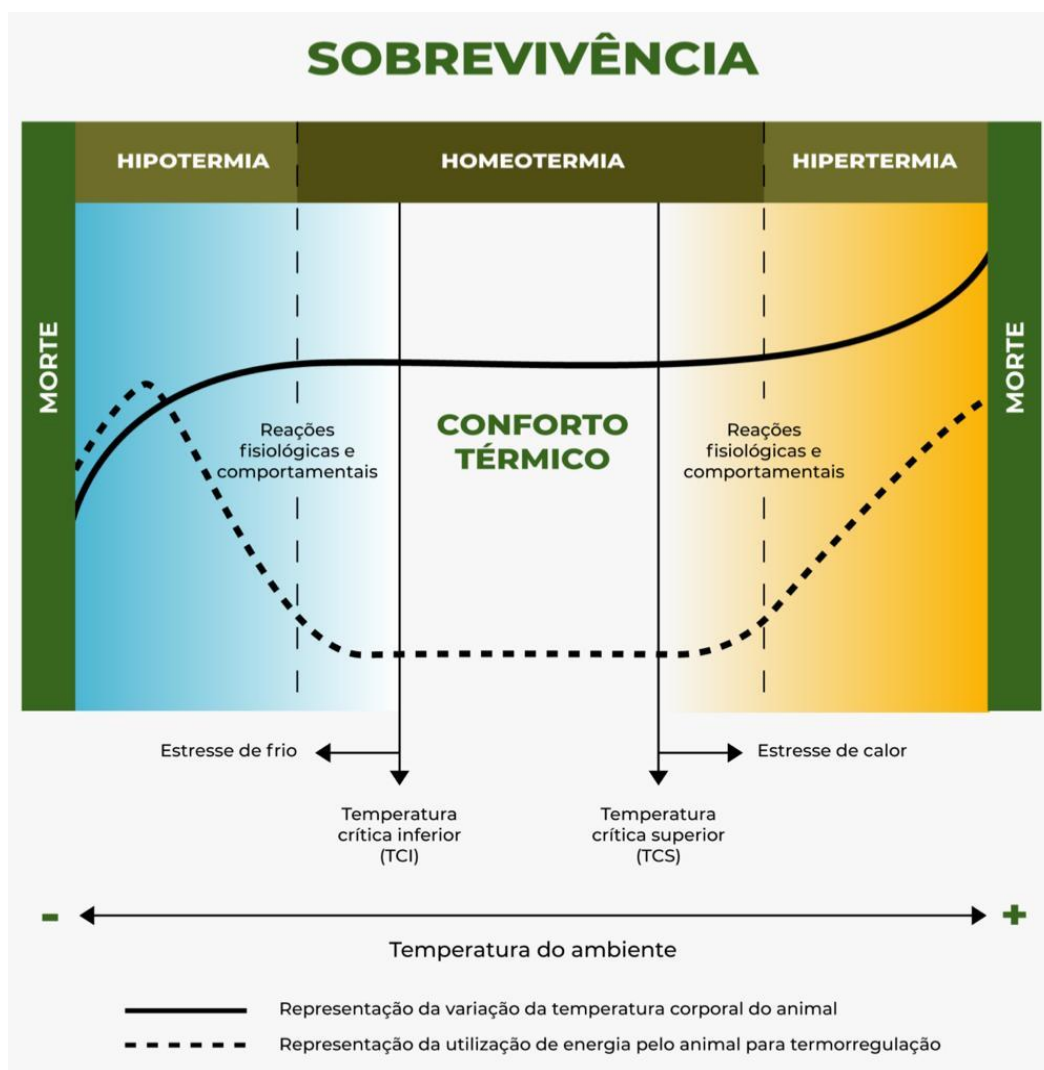 SOBREVIVÊNCIA
HIPOTERMIA
HOMEOTERMIA
HIPERTERMIA
MORTE
MORTE
CONFORTO
TÉRMICO
Reações
fisiológicas e
comportamentais
Reações
fisiológicas e
comportamentais
Estresse de frio
Estresse de calor
Temperatura
crítica inferior
(TCI)
Temperatura
crítica superior
(TCS)
- +
Temperatura do ambiente
Representação da variação da temperatura corporal do animal
Representação da utilização de energia pelo animal para termorregulação